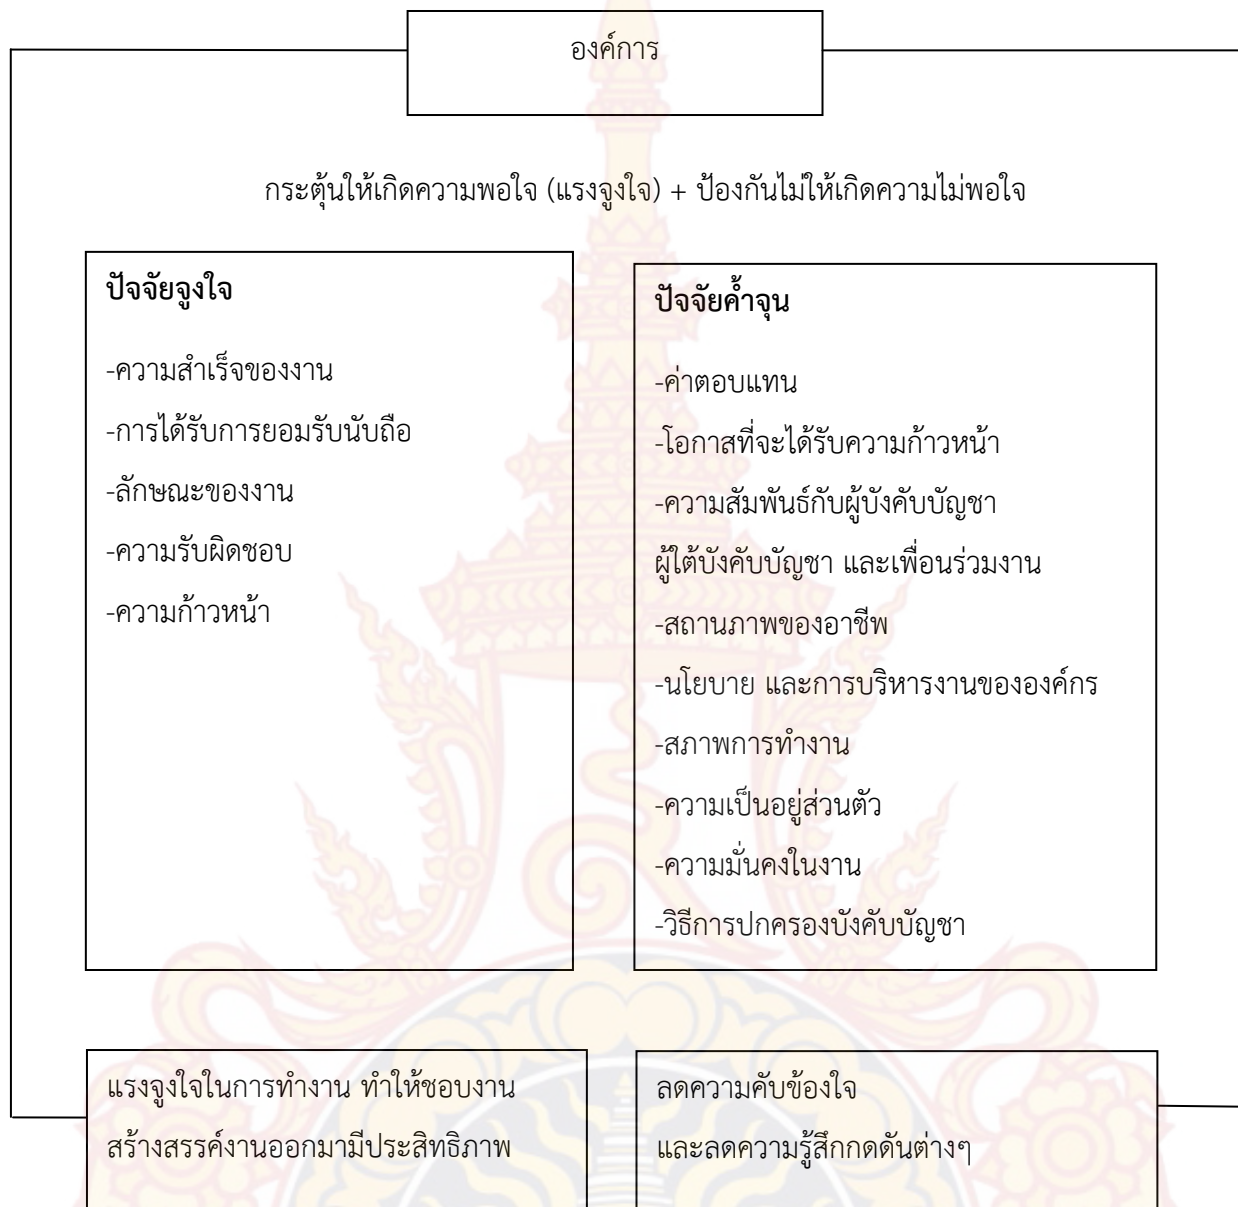 องค์การ
กระตุ้นให้เกิดความพอใจ (แรงจูงใจ) + ป้องกันไม่ให้เกิดความไม่พอใจ
ปัจจัยจูงใจ
-ความสำเร็จของงาน
-การได้รับการยอมรับนับถือ
-ลักษณะของงาน
-ความรับผิดชอบ
-ความก้าวหน้า
ปัจจัยค้ำจุน
-ค่าตอบแทน
-โอกาสที่จะได้รับความก้าวหน้า
-ความสัมพันธ์กับผู้บังคับบัญชา
ผู้ใต้บังคับบัญชา และเพื่อนร่วมงาน
-สถานภาพของอาชีพ
-นโยบาย และการบริหารงานขององค์กร
-สภาพการทำงาน
-ความเป็นอยู่ส่วนตัว
-ความมั่นคงในงาน
-วิธีการปกครองบังคับบัญชา
แรงจูงใจในการทำงาน ทำให้ชอบงาน
สร้างสรรค์งานออกมามีประสิทธิภาพ
ลดความคับข้องใจ
และลดความรู้สึกกดดันต่างๆ